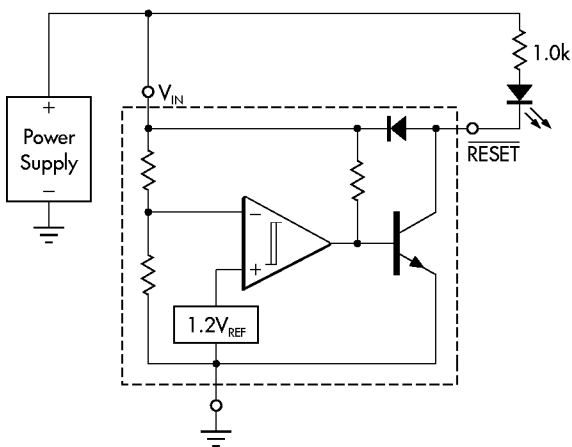 1.0k
V_IN
+
Power
Supply
−
RESET
−
+
1.2V_REF